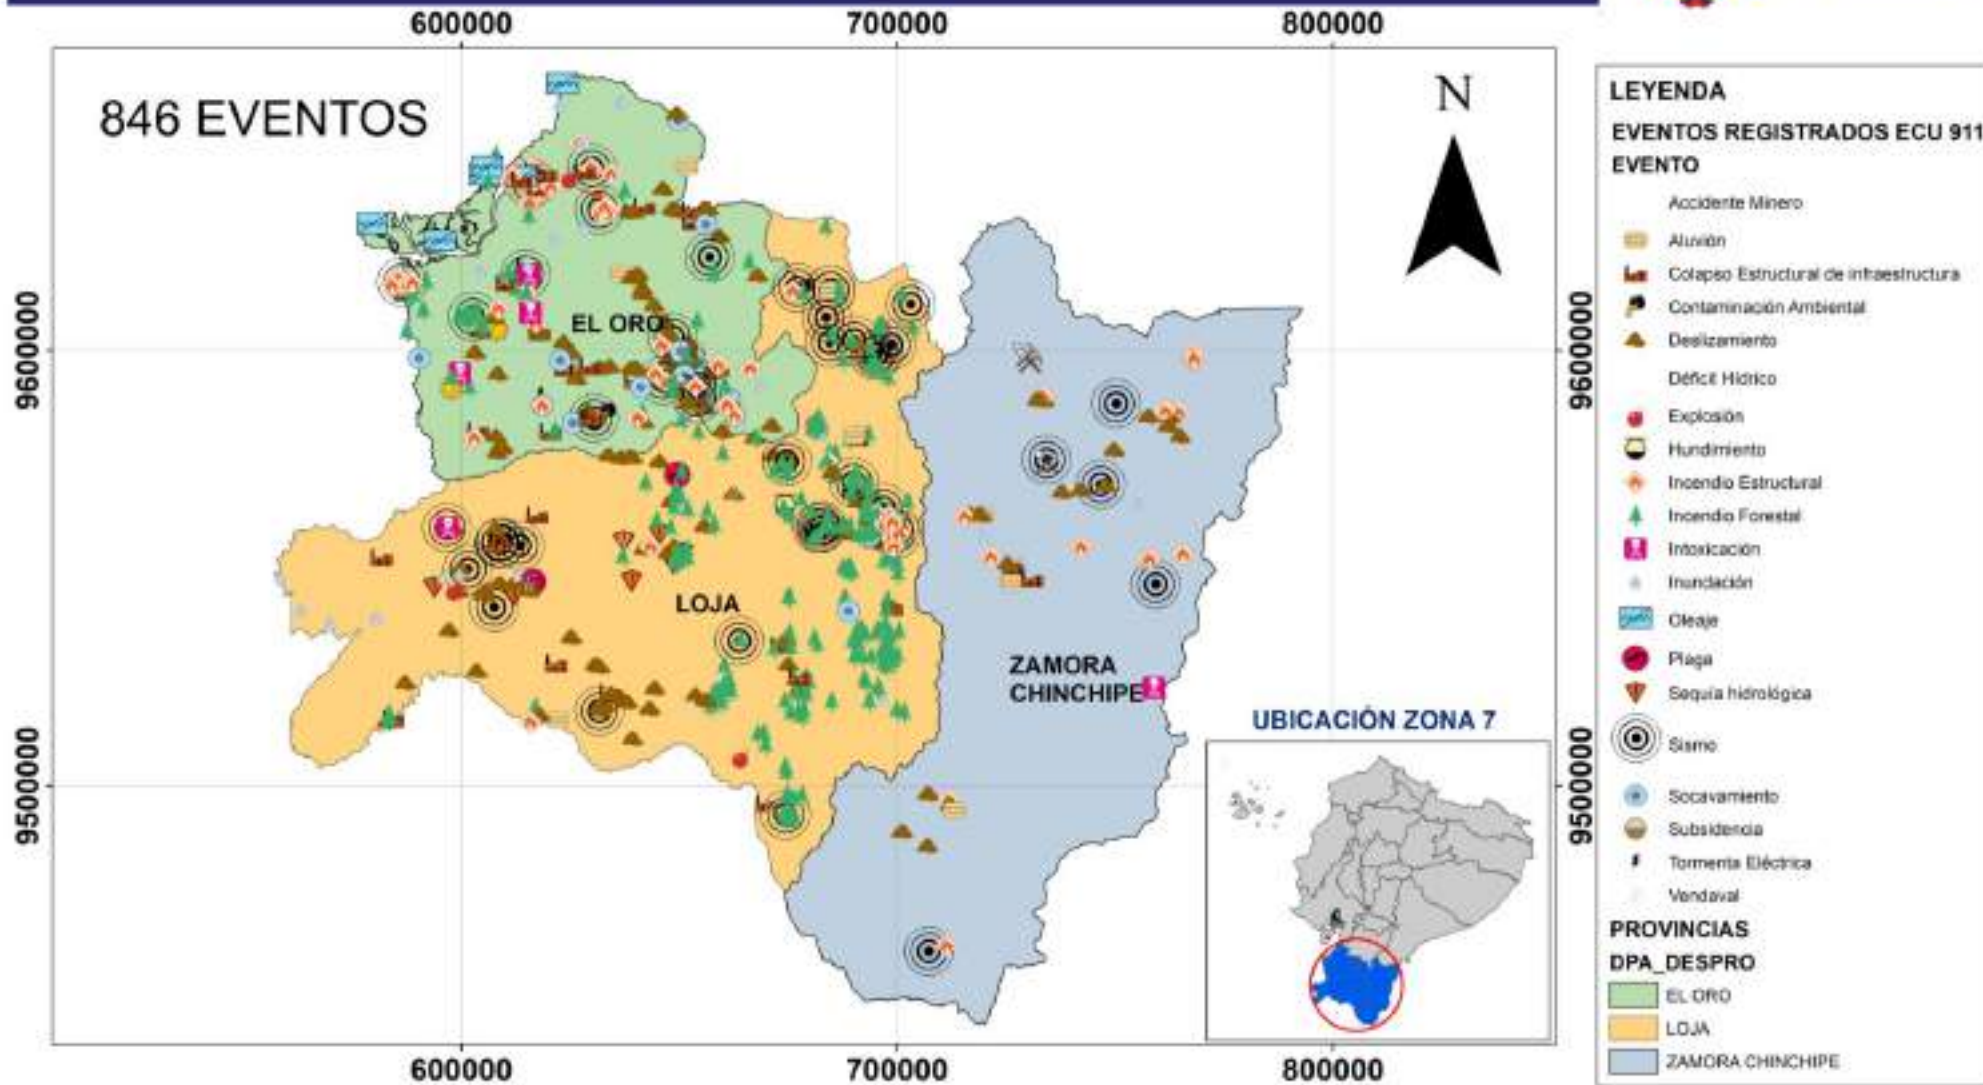 600000
700000
800000
846 EVENTOS
N
9600000
9600000
EL ORO
LOJA
ZAMORA
CHINCHIPE
9500000
9500000
UBICACIÓN ZONA 7
600000
700000
800000
LEYENDA
EVENTOS REGISTRADOS ECU 911
EVENTO
Accidente Minero
Aluvión
Colapso Estructural de infraestructura
Contaminación Ambiental
Deslizamiento
Déficit Hídrico
Explosión
Hundimiento
Incendio Estructural
Incendio Forestal
Intoxicación
Inundación
Oleaje
Plaga
Sequía hidrológica
Sismo
Socavamiento
Subsidencia
Tormenta Eléctrica
Vendaval
PROVINCIAS
DPA_DESPRO
EL ORO
LOJA
ZAMORA CHINCHIPE